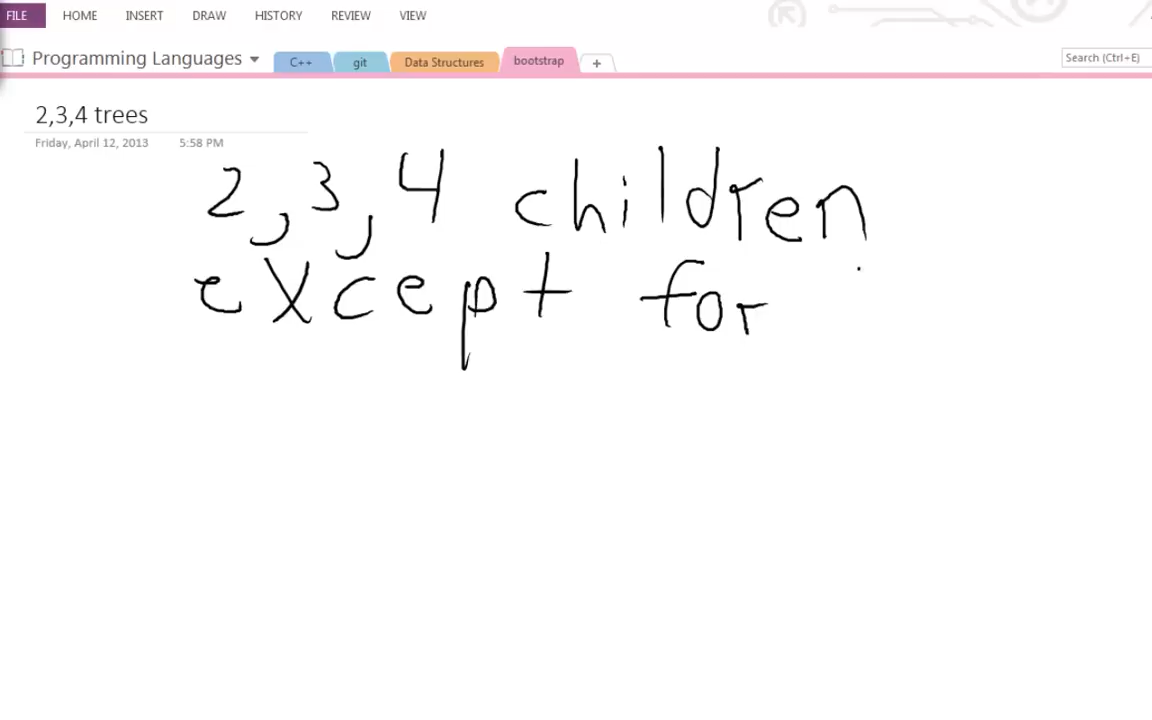 FILE HOME INSERT DRAW HISTORY REVIEW VIEW
Programming Languages C++ git Data Structures bootstrap + Search (Ctrl+E)
2,3,4 trees
Friday, April 12, 2013 5:58 PM
2,3,4 children
except for